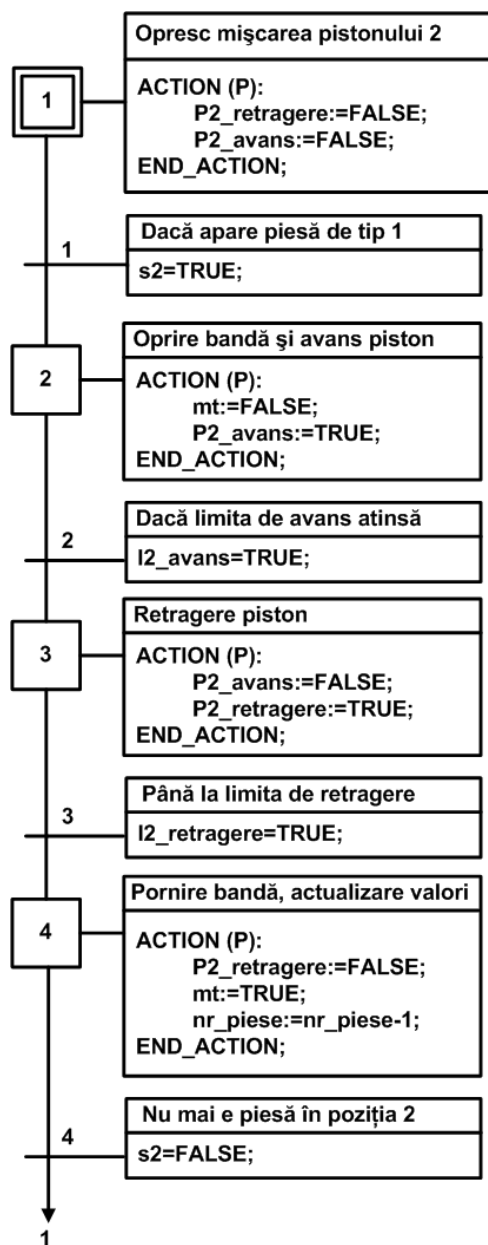 Opresc mişcarea pistonului 2
1
ACTION (P):
P2_retragere:=FALSE;
P2_avans:=FALSE;
END_ACTION;
1
Dacă apare piesă de tip 1
s2=TRUE;
2
Oprire bandă şi avans piston
ACTION (P):
mt:=FALSE;
P2_avans:=TRUE;
END_ACTION;
2
Dacă limita de avans atinsă
l2_avans=TRUE;
3
Retragere piston
ACTION (P):
P2_avans:=FALSE;
P2_retragere:=TRUE;
END_ACTION;
3
Până la limita de retragere
l2_retragere=TRUE;
4
Pornire bandă, actualizare valori
ACTION (P):
P2_retragere:=FALSE;
mt:=TRUE;
nr_piese:=nr_piese-1;
END_ACTION;
4
Nu mai e piesă în poziţia 2
s2=FALSE;
1